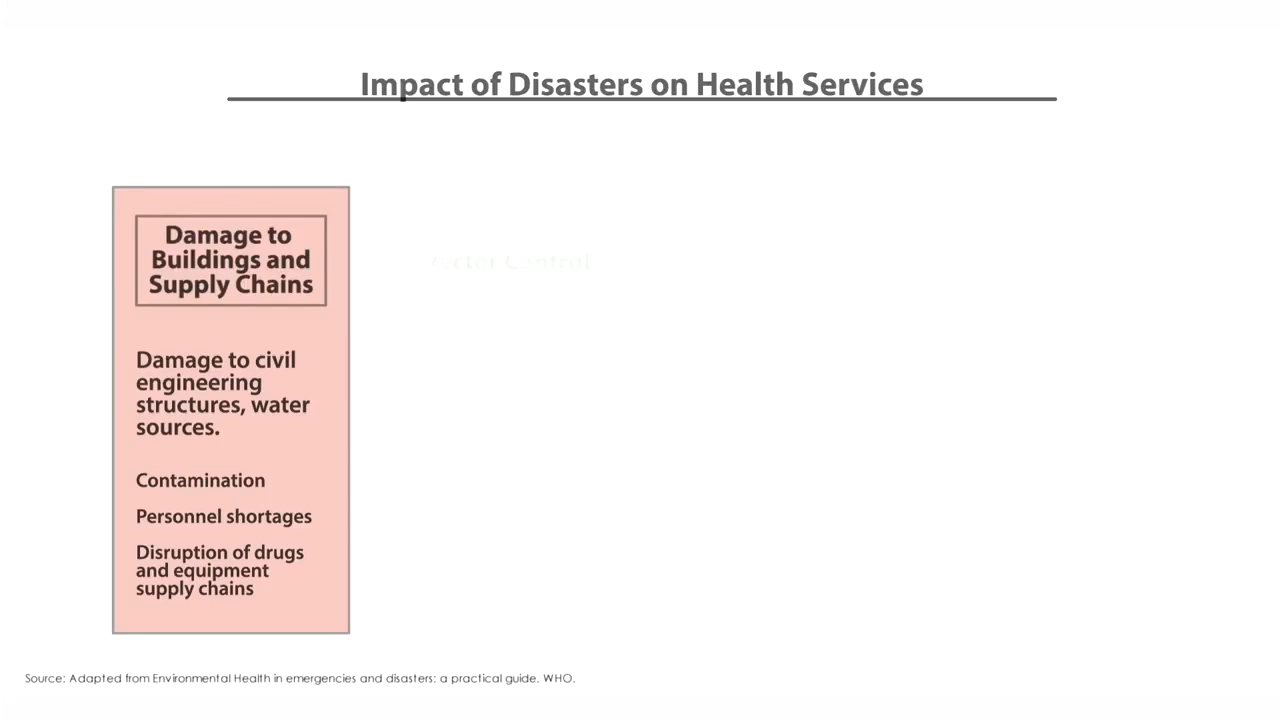 Impact of Disasters on Health Services
Damage to
Buildings and
Supply Chains
Damage to civil
engineering
structures, water
sources.
Contamination
Personnel shortages
Disruption of drugs
and equipment
supply chains
Vector Control
Source: Adapted from Environmental Health in emergencies and disasters: a practical guide. WHO.